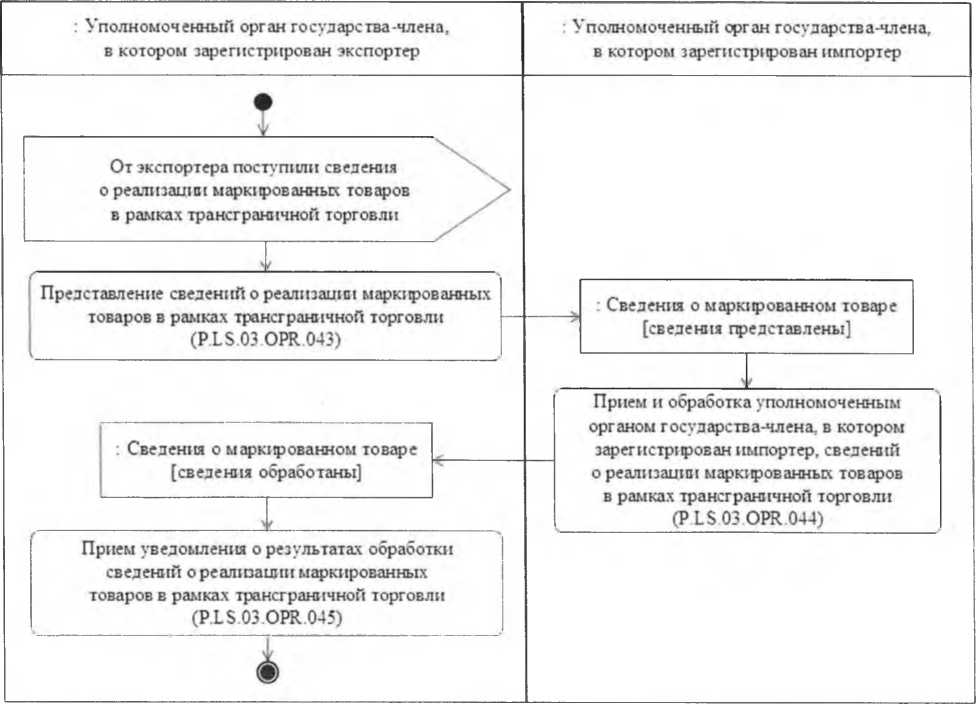 : Уполномоченный орган государства-члена,
в котором зарегистрирован экспортер
: Уполномоченный орган государства-члена,
в котором зарегистрирован импортер
От экспортера поступили сведения
о реализации маркированных товаров
в рамках трансграничной торговли
Представление сведений о реализации маркированных
товаров в рамках трансграничной торговли
(P.LS.03.OPR.043)
: Сведения о маркированном товаре
[сведения представлены]
Прием и обработка уполномоченным
органом государства-члена, в котором
зарегистрирован импортер, сведений
о реализации маркированных товаров
в рамках трансграничной торговли
(P.LS.03.OPR.044)
: Сведения о маркированном товаре
[сведения обработаны]
Прием уведомления о результатах обработки
сведений о реализации маркированных
товаров в рамках трансграничной торговли
(P.LS.03.OPR.045)